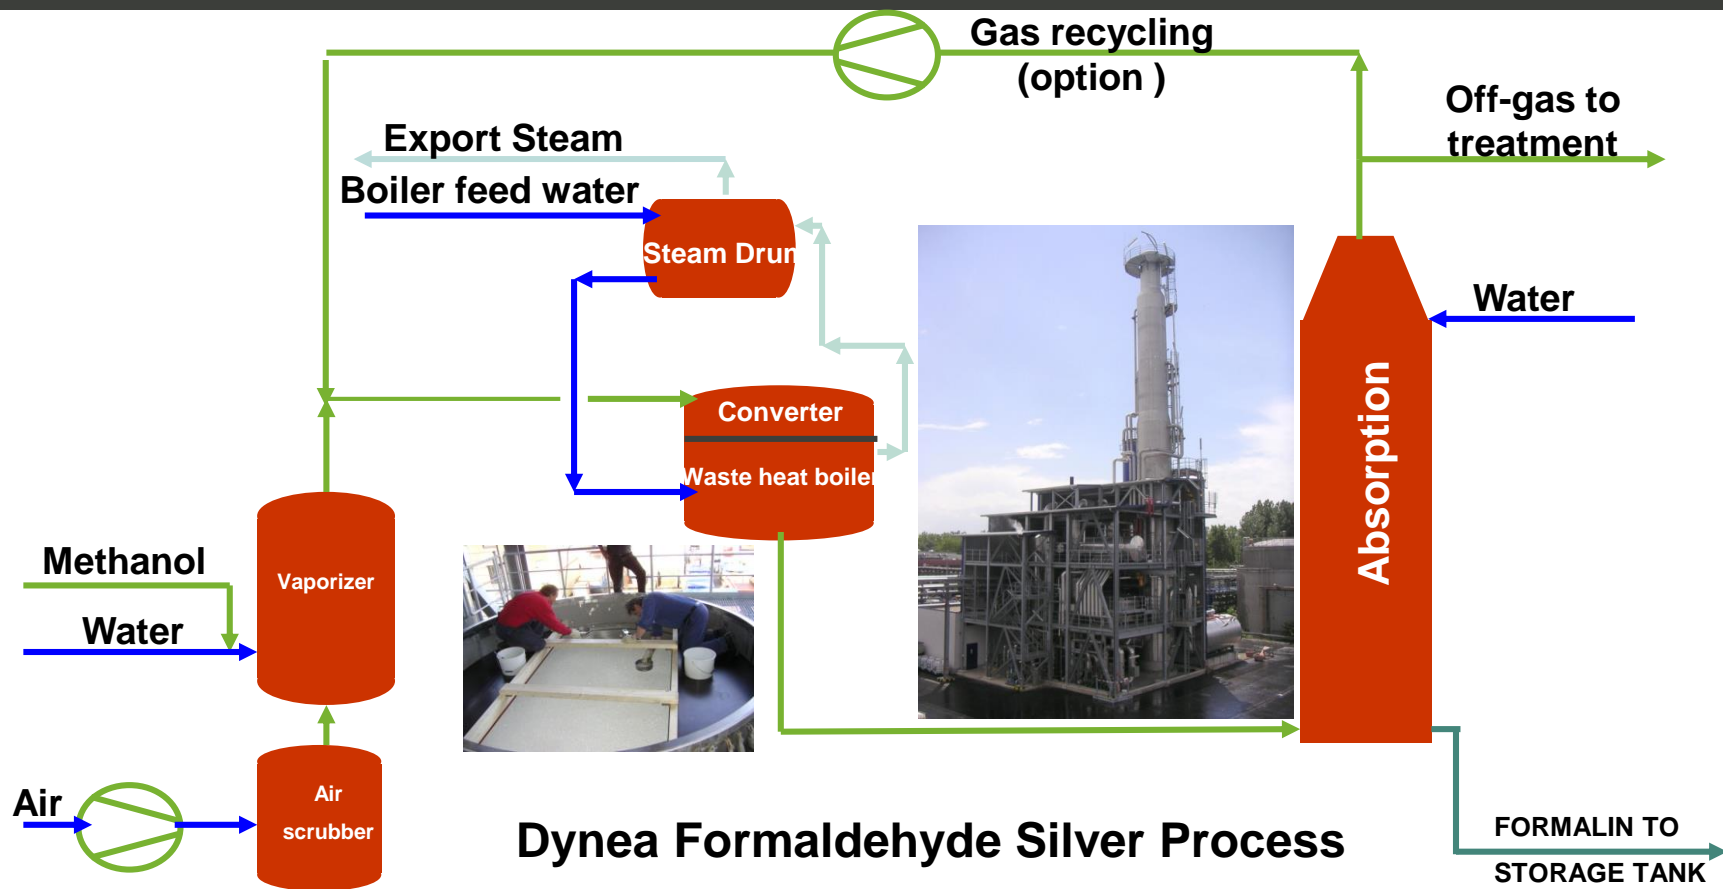 Gas recycling
(option )
Off-gas to
treatment
Export Steam
Boiler feed water
Steam Drum
Water
Converter
Waste heat boiler
Absorption
Methanol
Vaporizer
Water
Air
Air
scrubber
Dynea Formaldehyde Silver Process
FORMALIN TO
STORAGE TANK